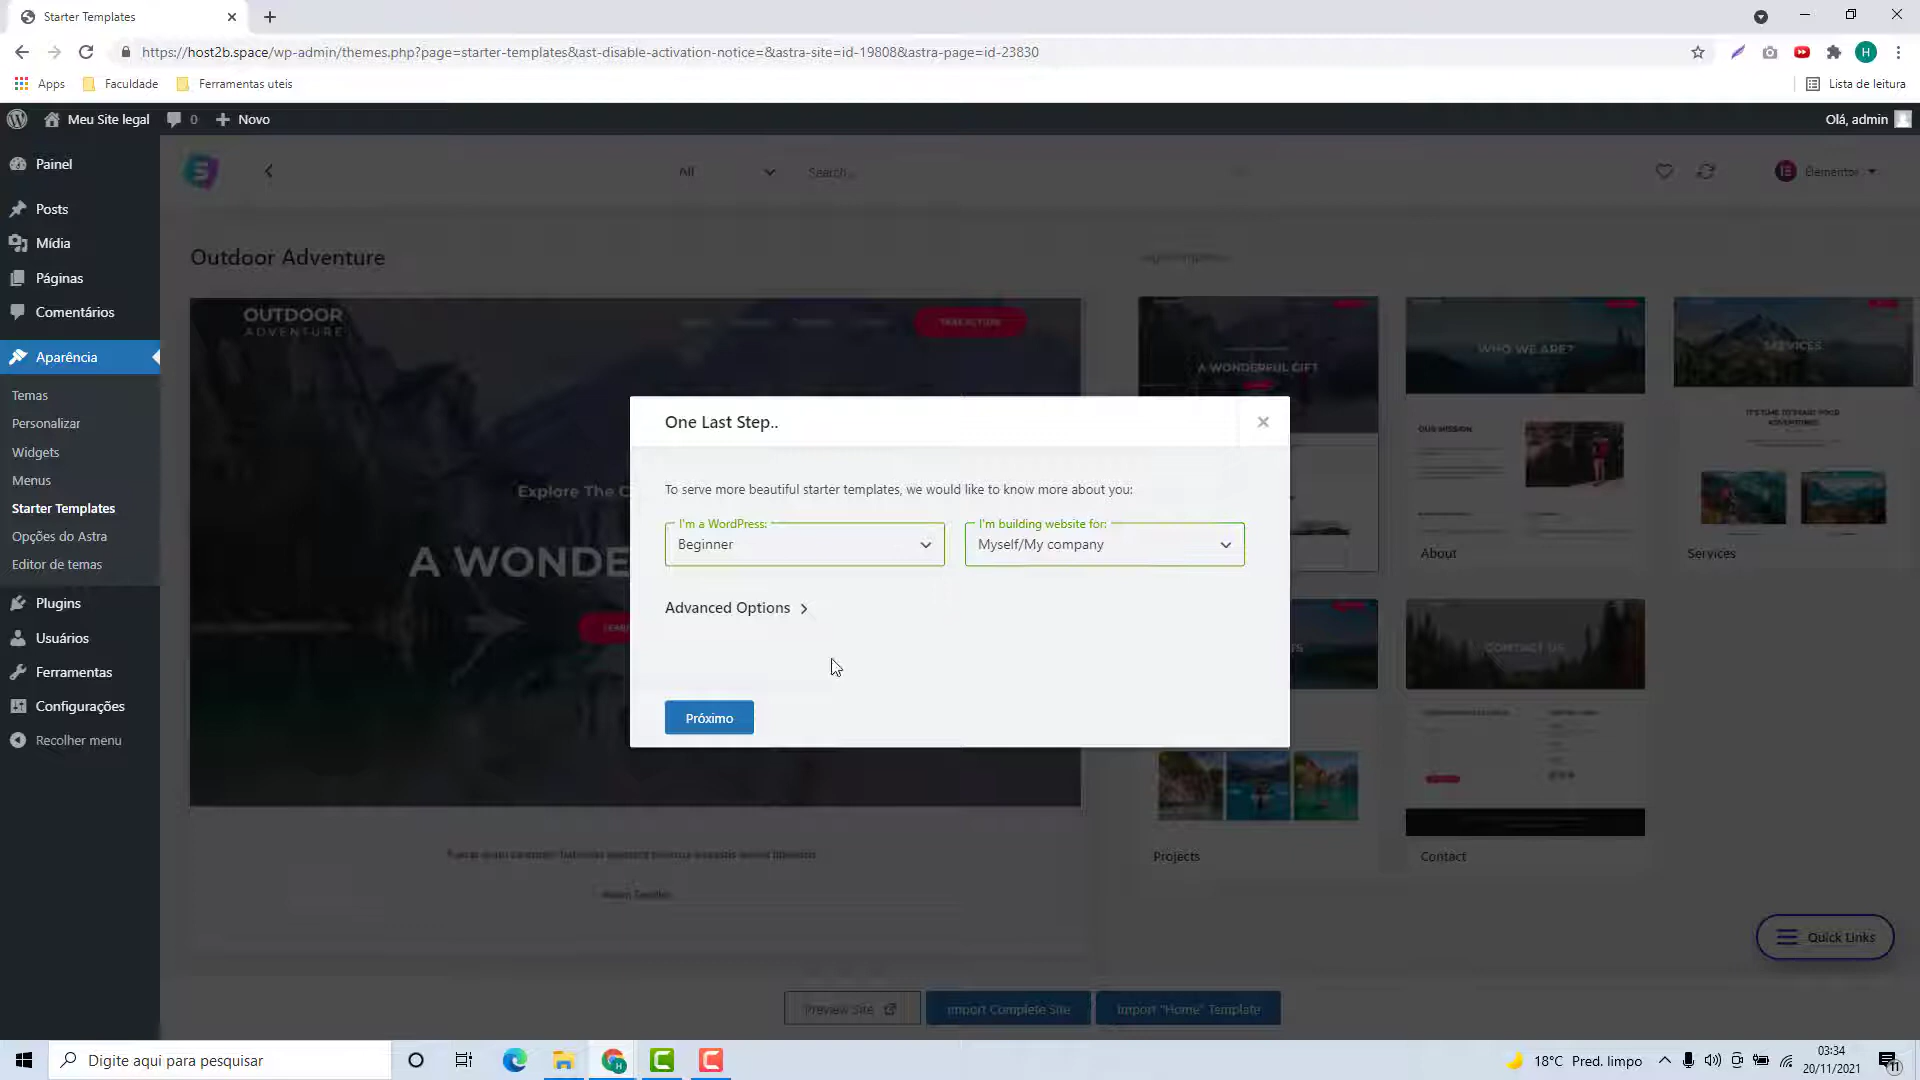 Starter Templates
https://host2b.space/wp-admin/themes.php?page=starter-templates&ast-disable-activation-notice=&astra-site=id-19808&astra-page=id-23830
H
Apps
Faculdade
Ferramentas uteis
Lista de leitura
Meu Site legal
0
Novo
Olá, admin
Painel
Posts
Mídia
Páginas
Comentários
Aparência
Temas
Personalizar
Widgets
Menus
Starter Templates
Opções do Astra
Editor de temas
Plugins
Usuários
Ferramentas
Configurações
Recolher menu
All
Search...
Elementor
Outdoor Adventure
OUTDOOR
ADVENTURE
Explore The C
A WONDE
One Last Step..
To serve more beautiful starter templates, we would like to know more about you:
I'm a WordPress:
Beginner
I'm building website for:
Myself/My company
Advanced Options
Próximo
A WONDERFUL GIFT
WHO WE ARE?
OUR MISSION
About
SERVICES
IT'S TIME TO START YOUR
ADVENTURES
Services
Projects
CONTACT US
Contact
Quick Links
Preview Site
Import Complete Site
Import "Home" Template
Digite aqui para pesquisar
18°C Pred. limpo
03:34
20/11/2021
11